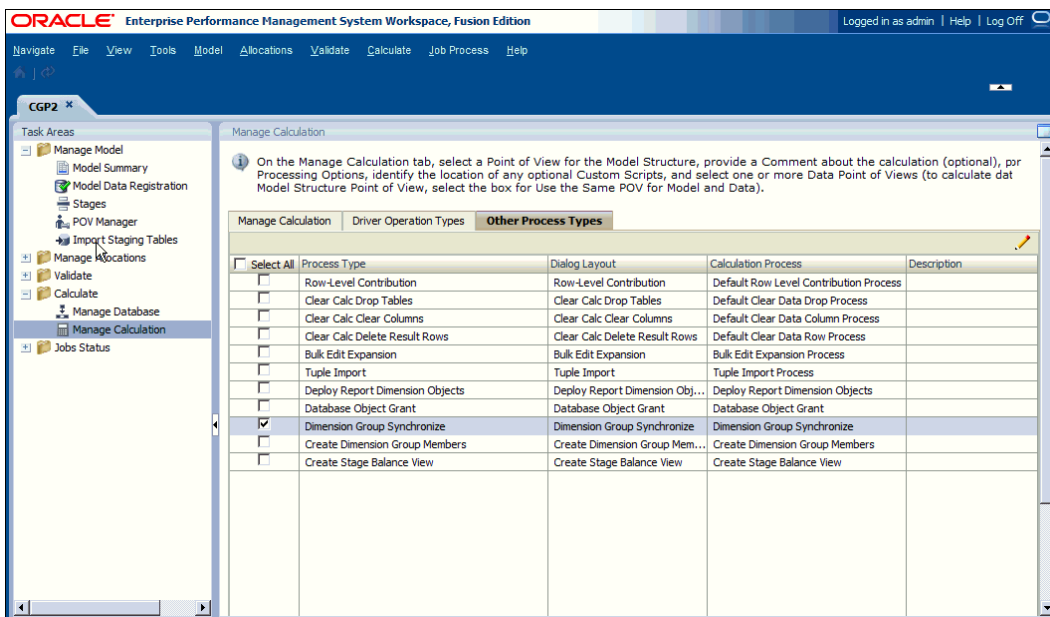 ORACLE Enterprise Performance Management System Workspace, Fusion Edition
Logged in as admin | Help | Log Off
Navigate File View Tools Model Allocations Validate Calculate Job Process Help
CGP2
Task Areas
Manage Model
Model Summary
Model Data Registration
Stages
POV Manager
Import Staging Tables
Manage Allocations
Validate
Calculate
Manage Database
Manage Calculation
Jobs Status
Manage Calculation
On the Manage Calculation tab, select a Point of View for the Model Structure, provide a Comment about the calculation (optional), pr
Processing Options, identify the location of any optional Custom Scripts, and select one or more Data Point of Views (to calculate dat
Model Structure Point of View, select the box for Use the Same POV for Model and Data).
Manage Calculation Driver Operation Types Other Process Types
Select All Process Type Dialog Layout Calculation Process Description
Row-Level Contribution Row-Level Contribution Default Row Level Contribution Process
Clear Calc Drop Tables Clear Calc Drop Tables Default Clear Data Drop Process
Clear Calc Clear Columns Clear Calc Clear Columns Default Clear Data Column Process
Clear Calc Delete Result Rows Clear Calc Delete Result Rows Default Clear Data Row Process
Bulk Edit Expansion Bulk Edit Expansion Bulk Edit Expansion Process
Tuple Import Tuple Import Tuple Import Process
Deploy Report Dimension Objects Deploy Report Dimension Obj... Deploy Report Dimension Objects
Database Object Grant Database Object Grant Database Object Grant
Dimension Group Synchronize Dimension Group Synchronize Dimension Group Synchronize
Create Dimension Group Members Create Dimension Group Mem... Create Dimension Group Members
Create Stage Balance View Create Stage Balance View Create Stage Balance View